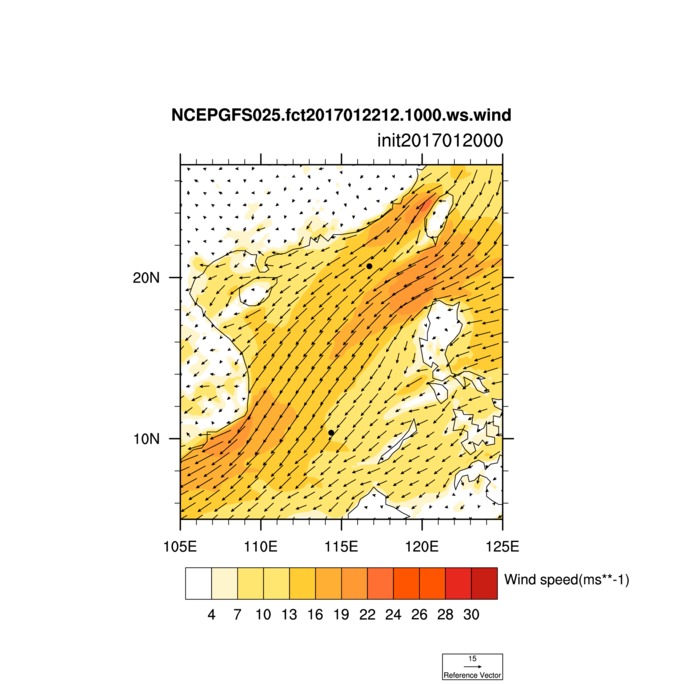 NCEPGFS025.fct2017012212.1000.ws.wind
init2017012000
20N
10N
105E 110E 115E 120E 125E
Wind speed(ms**-1)
4 7 10 13 16 19 22 24 26 28 30
15
Reference Vector